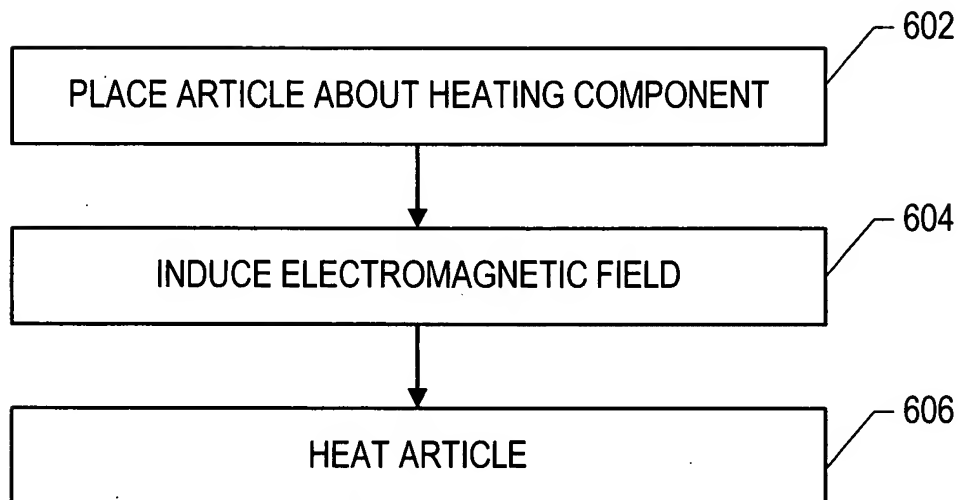 602
PLACE ARTICLE ABOUT HEATING COMPONENT
604
INDUCE ELECTROMAGNETIC FIELD
606
HEAT ARTICLE